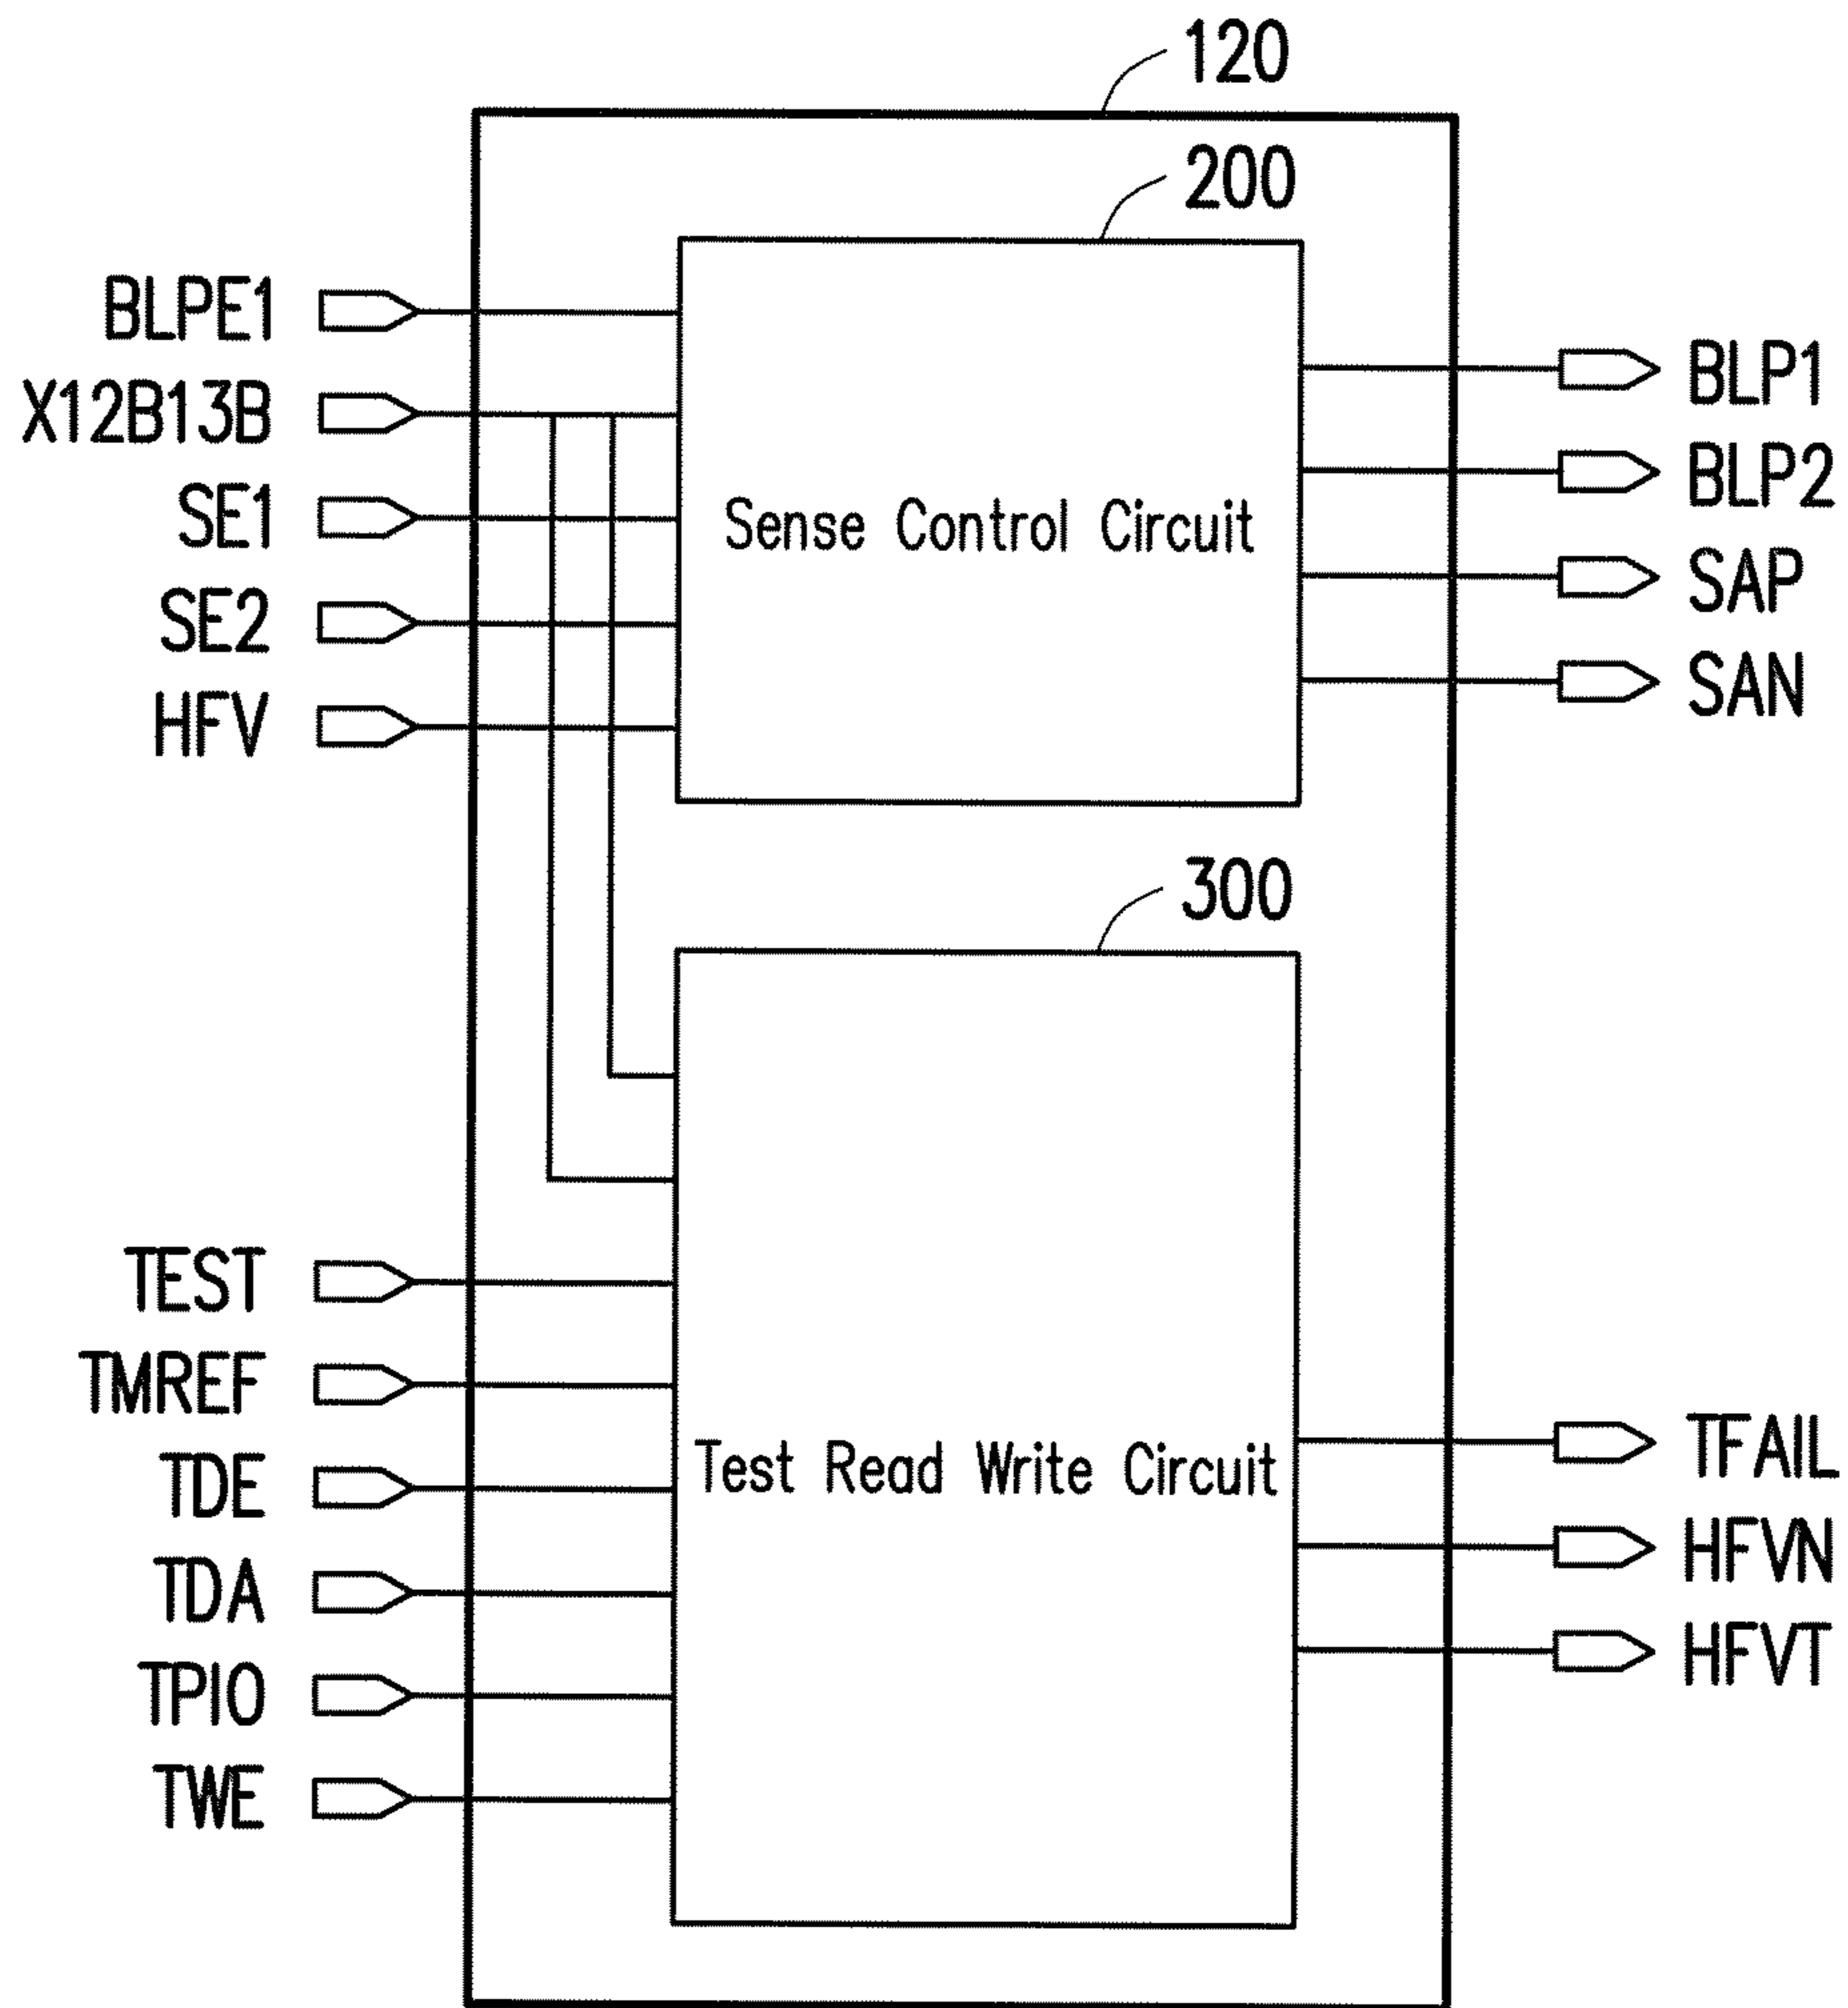 120
200
BLPE1
X12B13B
SE1
SE2
HFV
Sense Control Circuit
BLP1
BLP2
SAP
SAN
300
TEST
TMREF
TDE
TDA
TPIO
TWE
Test Read Write Circuit
TFAIL
HFVN
HFVT